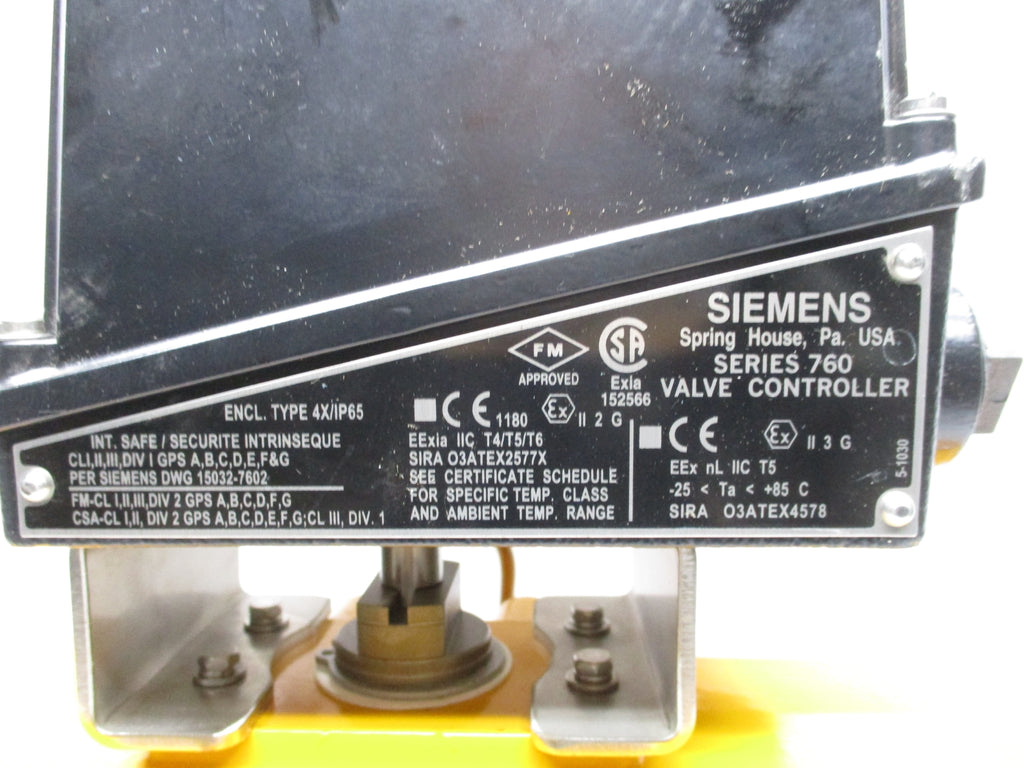 SIEMENS
Spring House, Pa. USA
SERIES 760
VALVE CONTROLLER
FM
APPROVED
SA
ExIa
152566
ENCL. TYPE 4X/IP65
CE 1180 Ex II 2 G
INT. SAFE / SECURITE INTRINSEQUE
CLI,II,III,DIV I GPS A,B,C,D,E,F&G
PER SIEMENS DWG 15032-7602
FM-CL I,II,III,DIV 2 GPS A,B,C,D,F,G
CSA-CL I,II, DIV 2 GPS A,B,C,D,E,F,G;CL III, DIV. 1
EExia IIC T4/T5/T6
SIRA O3ATEX2577X
SEE CERTIFICATE SCHEDULE
FOR SPECIFIC TEMP. CLASS
AND AMBIENT TEMP. RANGE
CE Ex II 3 G
EEx nL IIC T5
-25 < Ta < +85 C
SIRA O3ATEX4578
5-1030